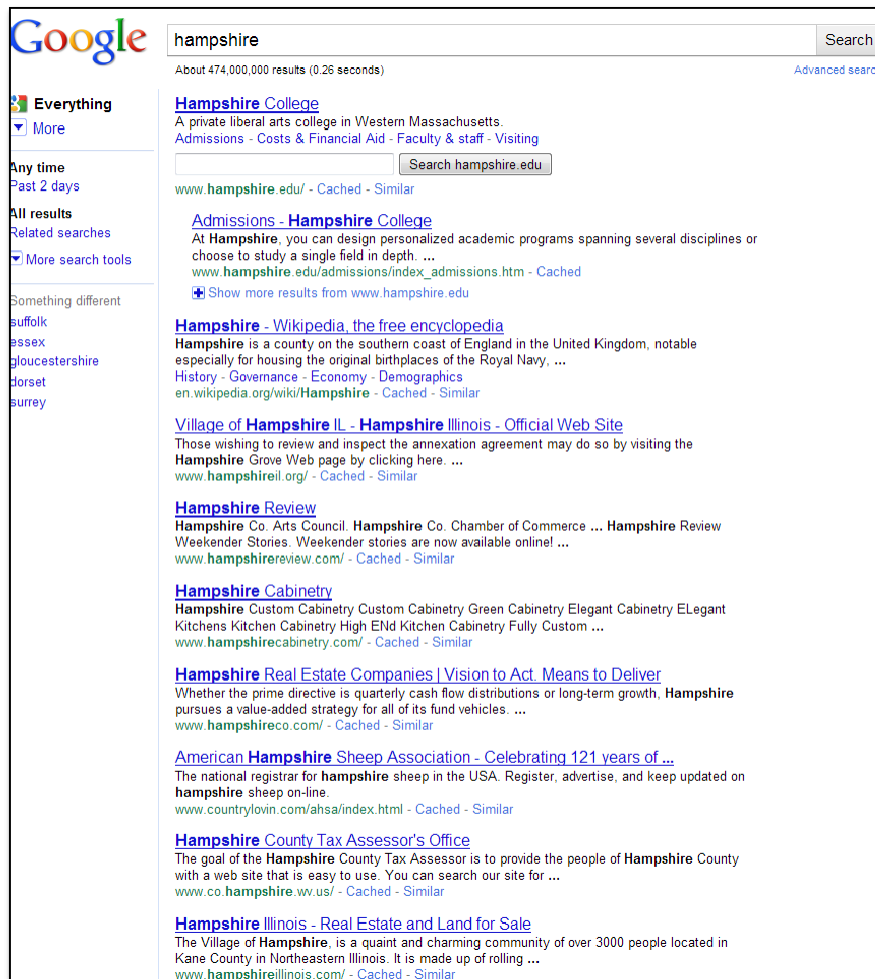 Google
hampshire
Search
About 474,000,000 results (0.26 seconds)
Advanced searc
Everything
More
Any time
Past 2 days
All results
Related searches
More search tools
Something different
suffolk
essex
gloucestershire
dorset
surrey
Hampshire College
A private liberal arts college in Western Massachusetts.
Admissions - Costs & Financial Aid - Faculty & staff - Visiting
Search hampshire.edu
www.hampshire.edu/ - Cached - Similar
Admissions - Hampshire College
At Hampshire, you can design personalized academic programs spanning several disciplines or
choose to study a single field in depth. ...
www.hampshire.edu/admissions/index_admissions.htm - Cached
Show more results from www.hampshire.edu
Hampshire - Wikipedia, the free encyclopedia
Hampshire is a county on the southern coast of England in the United Kingdom, notable
especially for housing the original birthplaces of the Royal Navy, ...
History - Governance - Economy - Demographics
en.wikipedia.org/wiki/Hampshire - Cached - Similar
Village of Hampshire IL - Hampshire Illinois - Official Web Site
Those wishing to review and inspect the annexation agreement may do so by visiting the
Hampshire Grove Web page by clicking here. ...
www.hampshireil.org/ - Cached - Similar
Hampshire Review
Hampshire Co. Arts Council. Hampshire Co. Chamber of Commerce ... Hampshire Review
Weekender Stories. Weekender stories are now available online! ...
www.hampshirereview.com/ - Cached - Similar
Hampshire Cabinetry
Hampshire Custom Cabinetry Custom Cabinetry Green Cabinetry Elegant Cabinetry ELegant
Kitchens Kitchen Cabinetry High ENd Kitchen Cabinetry Fully Custom ...
www.hampshirecabinetry.com/ - Cached - Similar
Hampshire Real Estate Companies | Vision to Act. Means to Deliver
Whether the prime directive is quarterly cash flow distributions or long-term growth, Hampshire
pursues a value-added strategy for all of its fund vehicles. ...
www.hampshireco.com/ - Cached - Similar
American Hampshire Sheep Association - Celebrating 121 years of ...
The national registrar for hampshire sheep in the USA. Register, advertise, and keep updated on
hampshire sheep on-line.
www.countrylovin.com/ahsa/index.html - Cached - Similar
Hampshire County Tax Assessor's Office
The goal of the Hampshire County Tax Assessor is to provide the people of Hampshire County
with a web site that is easy to use. You can search our site for ...
www.co.hampshire.wv.us/ - Cached - Similar
Hampshire Illinois - Real Estate and Land for Sale
The Village of Hampshire, is a quaint and charming community of over 3000 people located in
Kane County in Northeastern Illinois. It is made up of rolling ...
www.hampshireillinois.com/ - Cached - Similar